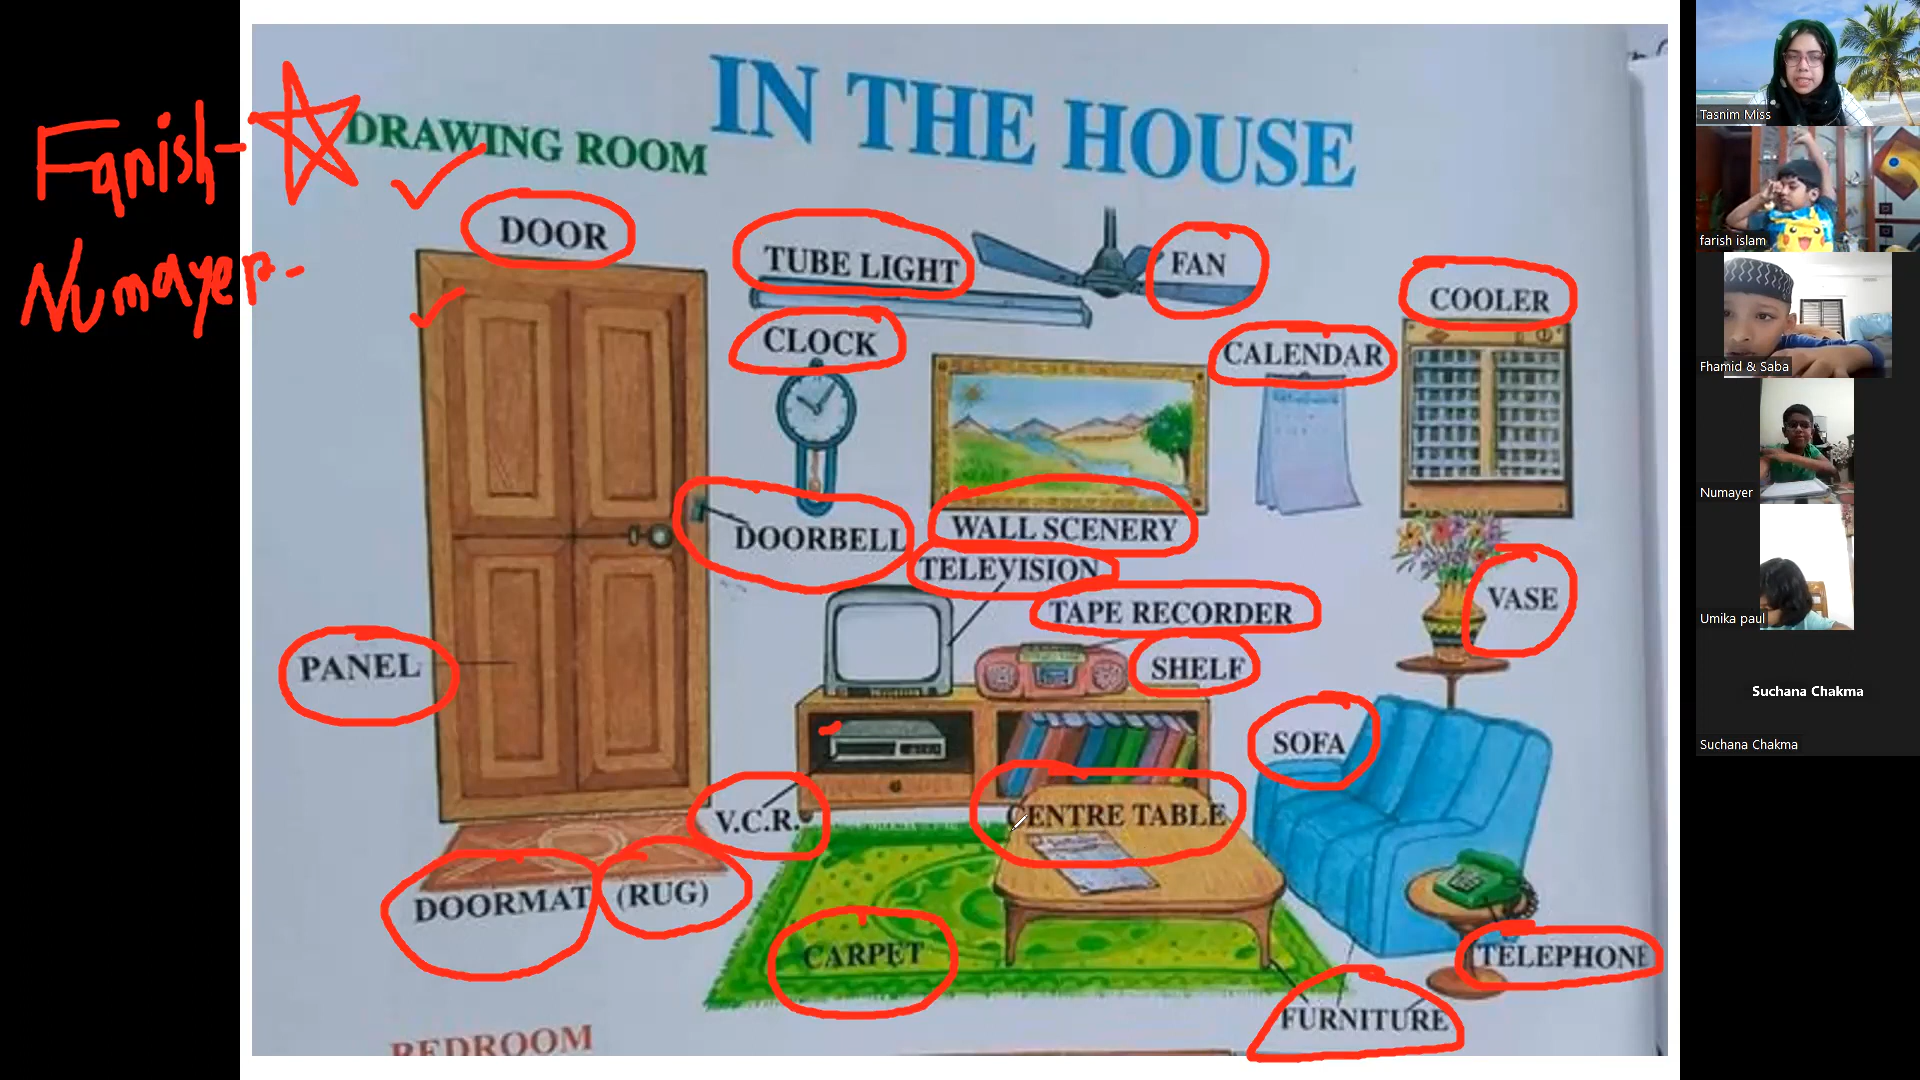 IN THE HOUSE
DRAWING ROOM
Farish-
Numayer-
DOOR
TUBE LIGHT
FAN
COOLER
CLOCK
CALENDAR
DOORBELL
WALL SCENERY
TELEVISION
TAPE RECORDER
VASE
PANEL
SHELF
SOFA
V.C.R.
CENTRE TABLE
DOORMAT (RUG)
CARPET
TELEPHONE
FURNITURE
BEDROOM
Tasnim Miss
farish islam
Fhamid & Saba
Numayer
Umika paul
Suchana Chakma
Suchana Chakma